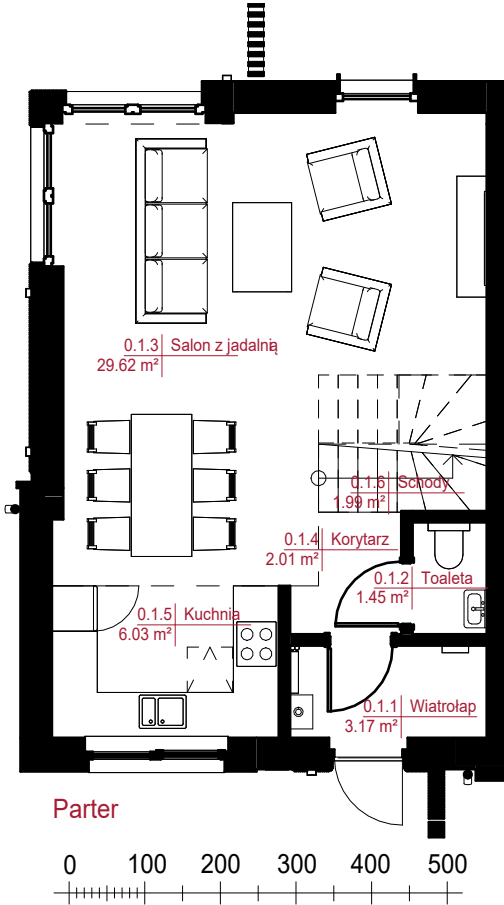 0.1.3 Salon z jadalnią
29.62 m²
0.1.6 Schody
1.99 m²
0.1.4 Korytarz
2.01 m²
0.1.2 Toaleta
1.45 m²
0.1.5 Kuchnia
6.03 m²
0.1.1 Wiatrołap
3.17 m²
Parter
0 100 200 300 400 500